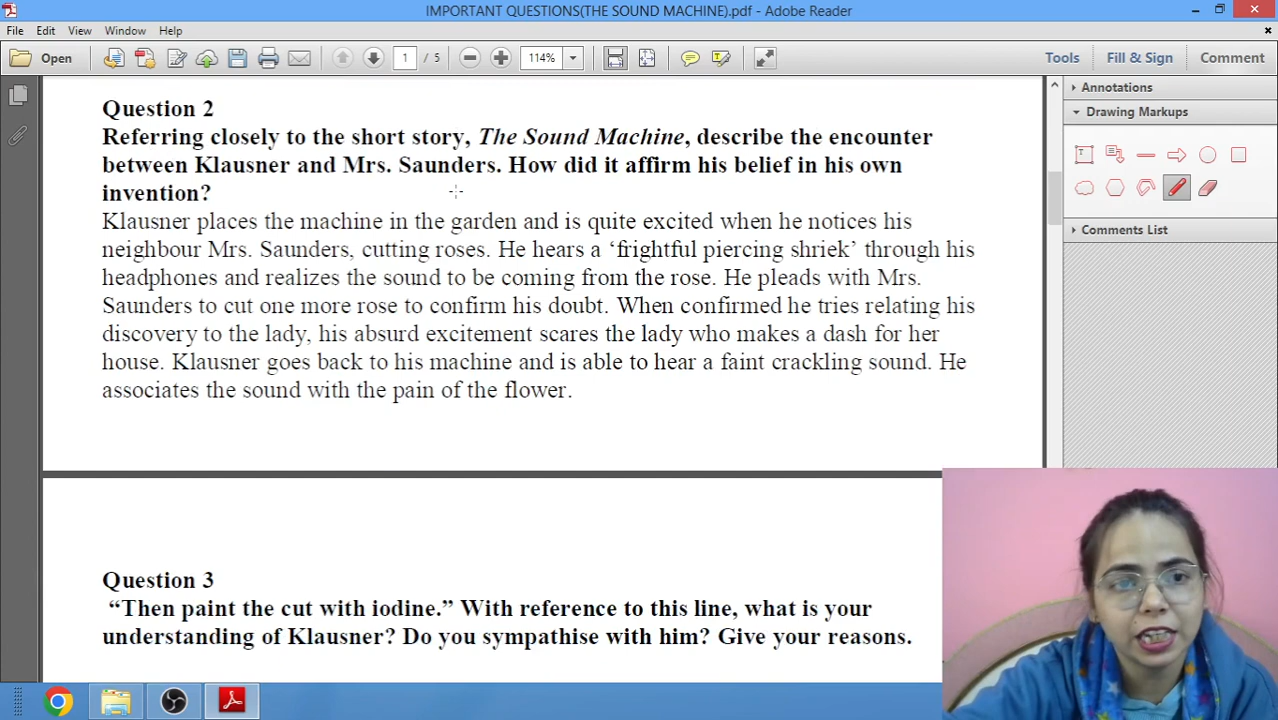 IMPORTANT QUESTIONS(THE SOUND MACHINE).pdf - Adobe Reader
File Edit View Window Help
Open 1 / 5 114% Tools Fill & Sign Comment
Annotations
Drawing Markups
T
Comments List
Question 2
Referring closely to the short story, The Sound Machine, describe the encounter
between Klausner and Mrs. Saunders. How did it affirm his belief in his own
invention?
Klausner places the machine in the garden and is quite excited when he notices his
neighbour Mrs. Saunders, cutting roses. He hears a ‘frightful piercing shriek’ through his
headphones and realizes the sound to be coming from the rose. He pleads with Mrs.
Saunders to cut one more rose to confirm his doubt. When confirmed he tries relating his
discovery to the lady, his absurd excitement scares the lady who makes a dash for her
house. Klausner goes back to his machine and is able to hear a faint crackling sound. He
associates the sound with the pain of the flower.
Question 3
“Then paint the cut with iodine.” With reference to this line, what is your
understanding of Klausner? Do you sympathise with him? Give your reasons.